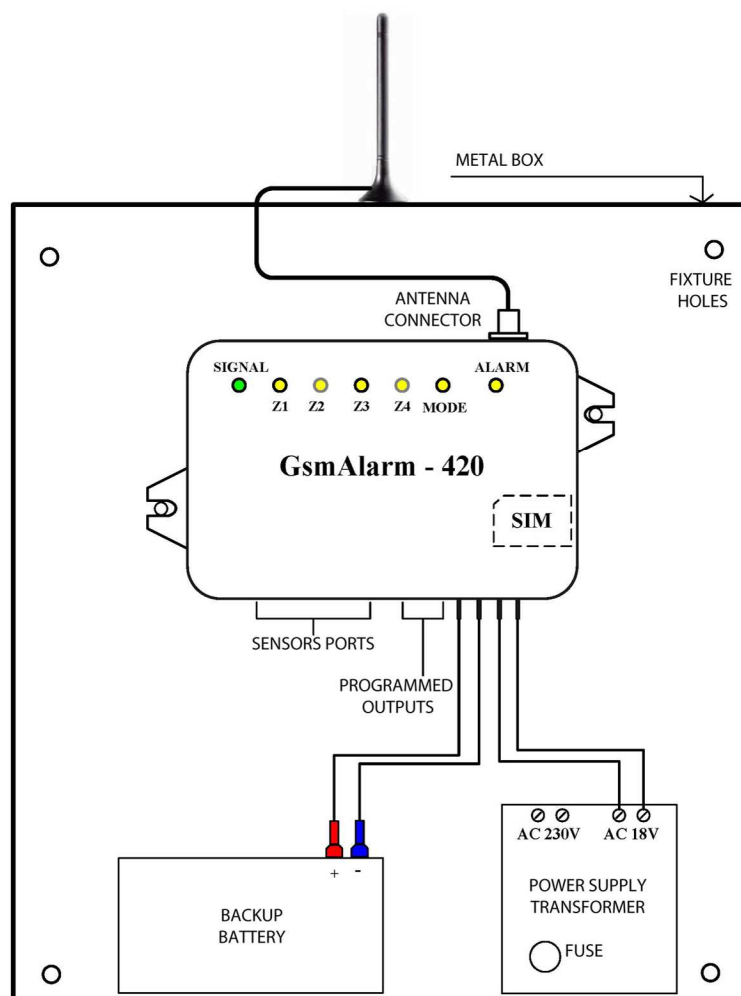 METAL BOX
FIXTURE
HOLES
ANTENNA
CONNECTOR
SIGNAL
ALARM
Z1 Z2 Z3 Z4 MODE
GsmAlarm - 420
SIM
SENSORS PORTS
PROGRAMMED
OUTPUTS
AC 230V AC 18V
+ -
BACKUP
BATTERY
POWER SUPPLY
TRANSFORMER
FUSE